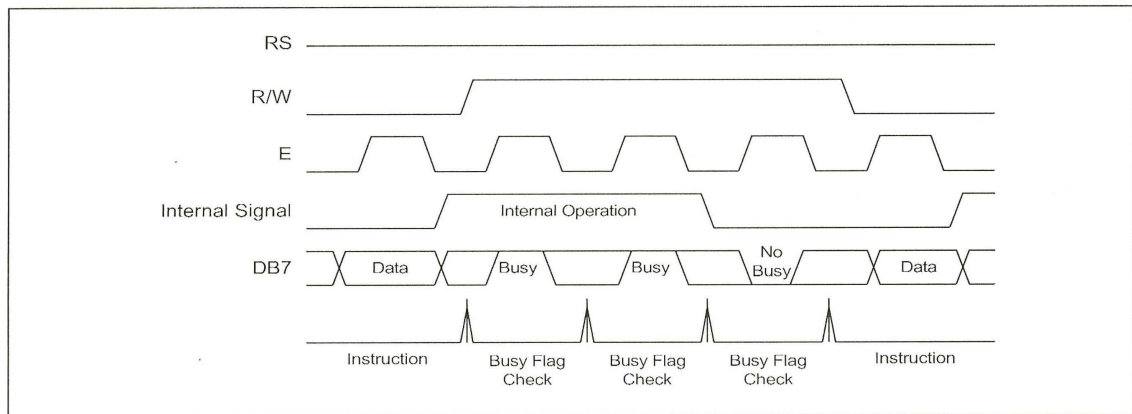 RS
R/W
E
Internal Signal
Internal Operation
DB7
Data
Busy
Busy
No
Busy
Data
Instruction
Busy Flag
Check
Busy Flag
Check
Busy Flag
Check
Instruction